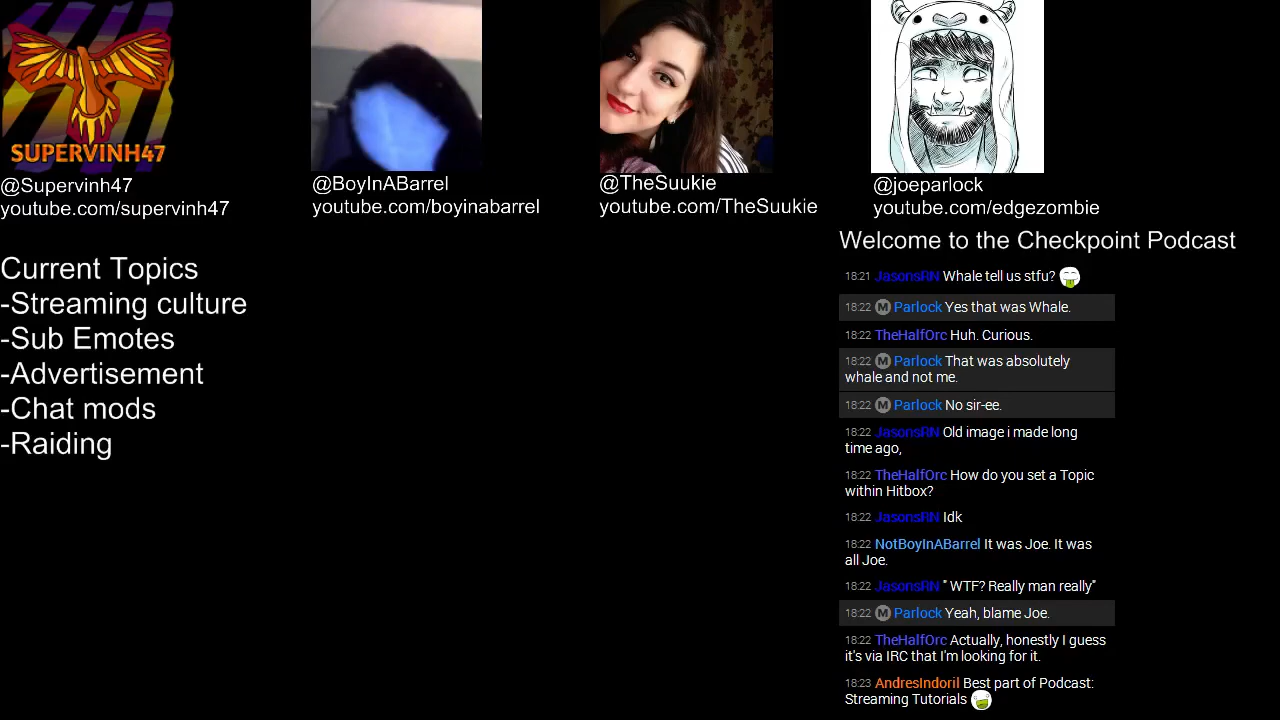 SUPERVINH47
@Supervinh47
youtube.com/supervinh47
@BoyInABarrel
youtube.com/boyinabarrel
@TheSuukie
youtube.com/TheSuukie
@joeparlock
youtube.com/edgezombie
Current Topics
-Streaming culture
-Sub Emotes
-Advertisement
-Chat mods
-Raiding
Welcome to the Checkpoint Podcast
18:21 JasonsRN Whale tell us stfu?
18:22 M Parlock Yes that was Whale.
18:22 TheHalfOrc Huh. Curious.
18:22 M Parlock That was absolutely
whale and not me.
18:22 M Parlock No sir-ee.
18:22 JasonsRN Old image i made long
time ago,
18:22 TheHalfOrc How do you set a Topic
within Hitbox?
18:22 JasonsRN Idk
18:22 NotBoyInABarrel It was Joe. It was
all Joe.
18:22 JasonsRN " WTF? Really man really"
18:22 M Parlock Yeah, blame Joe.
18:22 TheHalfOrc Actually, honestly I guess
it's via IRC that I'm looking for it.
18:23 AndresIndoril Best part of Podcast:
Streaming Tutorials